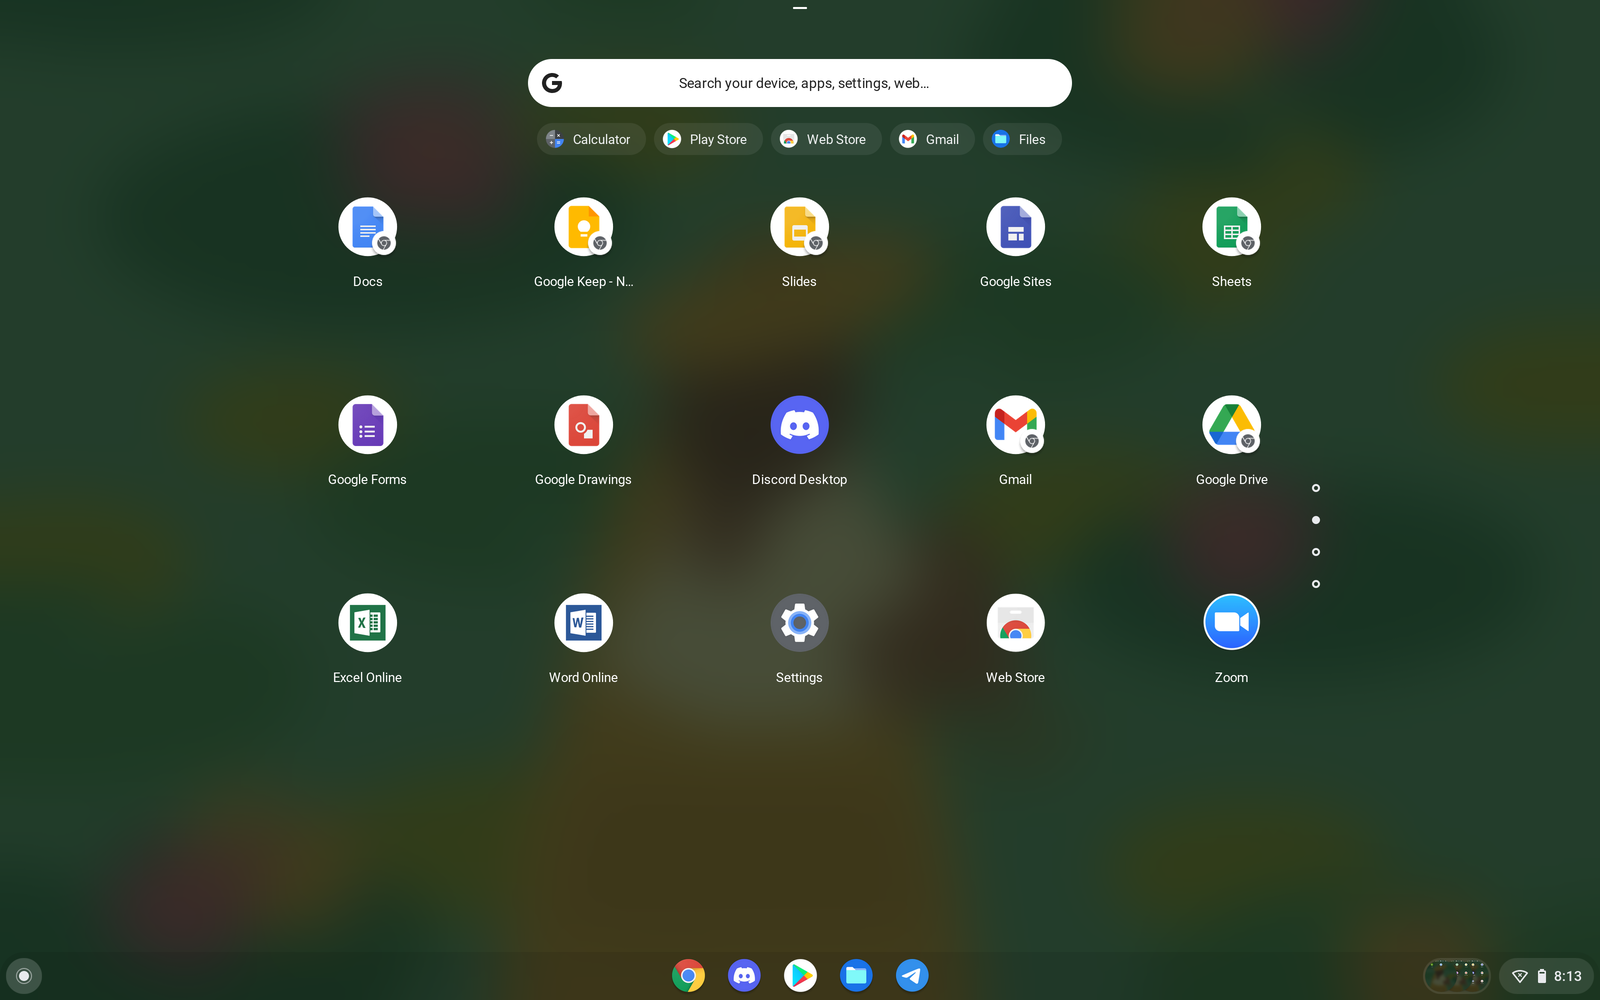 Search your device, apps, settings, web...
Calculator
Play Store
Web Store
Gmail
Files
Docs
Google Keep - N...
Slides
Google Sites
Sheets
Google Forms
Google Drawings
Discord Desktop
Gmail
Google Drive
Excel Online
Word Online
Settings
Web Store
Zoom
8:13